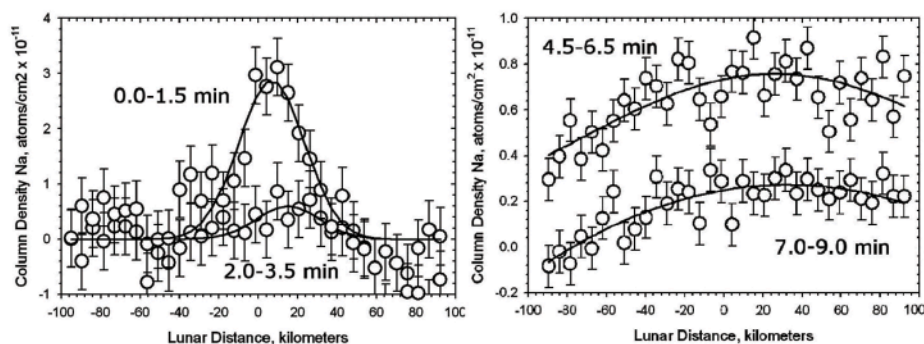 Column Density Na, atoms/cm2 x 10-11
4
3
2
1
0
-1
0.0-1.5 min
2.0-3.5 min
-100 -80 -60 -40 -20 0 20 40 60 80 100
Lunar Distance, kilometers
Column Density Na, atoms/cm² x 10⁻¹¹
1.0
0.8
0.6
0.4
0.2
0.0
-0.2
4.5-6.5 min
7.0-9.0 min
-100 -80 -60 -40 -20 0 20 40 60 80 100
Lunar Distance, kilometers